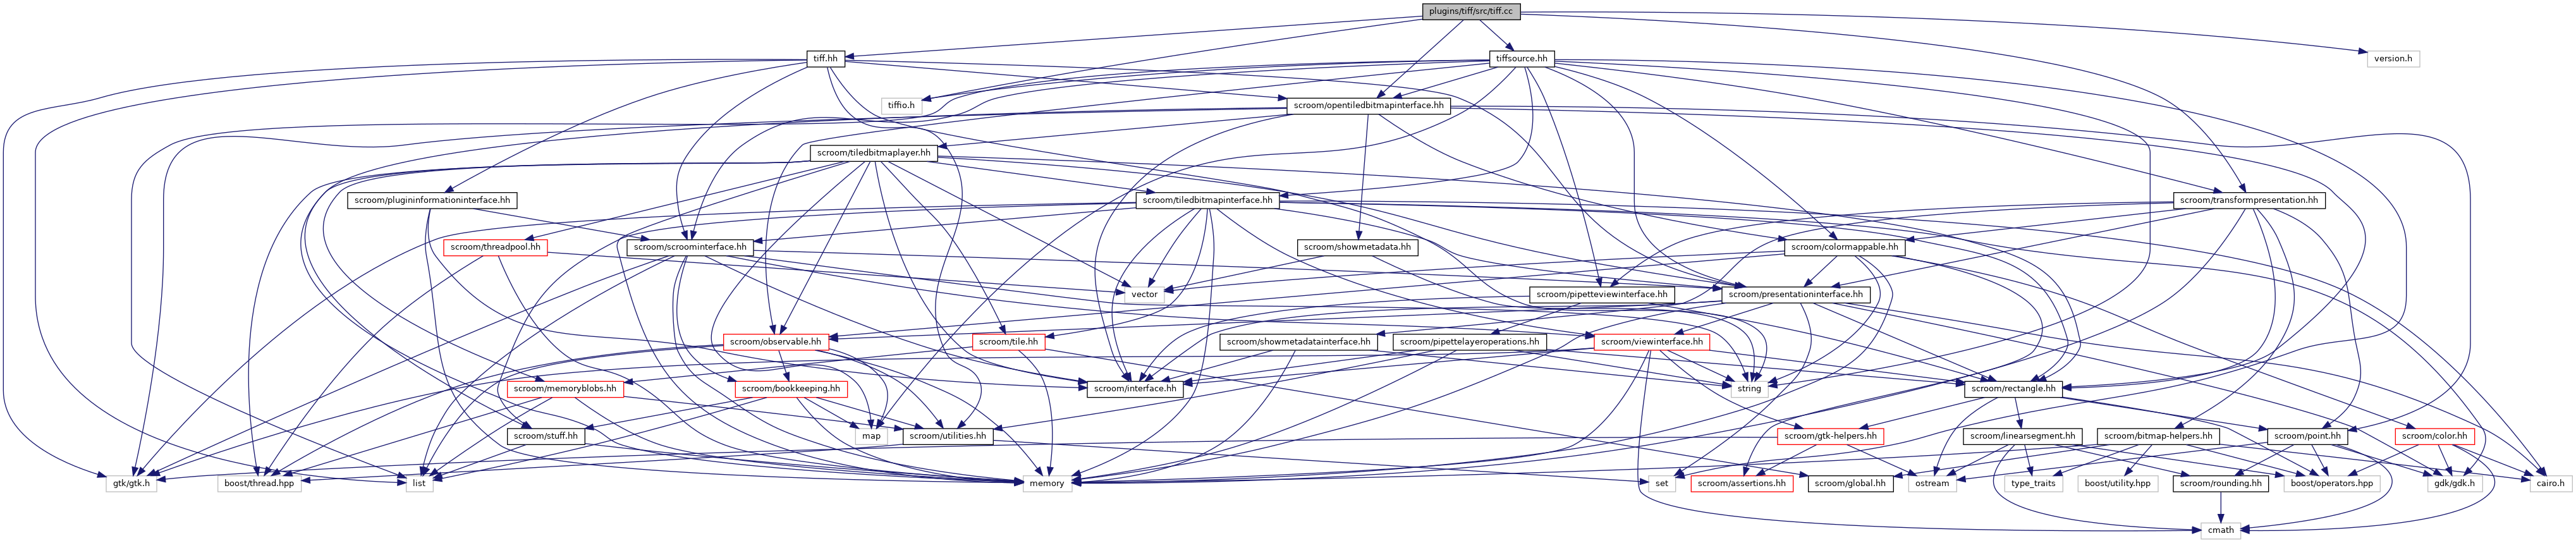 plugins/tiff/src/tiff.cc
tiff.hh
tiffsource.hh
version.h
tiffio.h
scroom/opentiledbitmapinterface.hh
scroom/tiledbitmaplayer.hh
scroom/plugininformationinterface.hh
scroom/tiledbitmapinterface.hh
scroom/transformpresentation.hh
scroom/threadpool.hh
scroom/scroominterface.hh
scroom/showmetadata.hh
scroom/colormappable.hh
vector
scroom/pipetteviewinterface.hh
scroom/presentationinterface.hh
scroom/observable.hh
scroom/tile.hh
scroom/showmetadatainterface.hh
scroom/pipettelayeroperations.hh
scroom/viewinterface.hh
scroom/memoryblobs.hh
scroom/bookkeeping.hh
scroom/interface.hh
string
scroom/rectangle.hh
scroom/stuff.hh
map
scroom/utilities.hh
scroom/gtk-helpers.hh
scroom/linearsegment.hh
scroom/bitmap-helpers.hh
scroom/point.hh
scroom/color.hh
gtk/gtk.h
boost/thread.hpp
list
memory
set
scroom/assertions.hh
scroom/global.hh
ostream
type_traits
boost/utility.hpp
scroom/rounding.hh
boost/operators.hpp
gdk/gdk.h
cairo.h
cmath